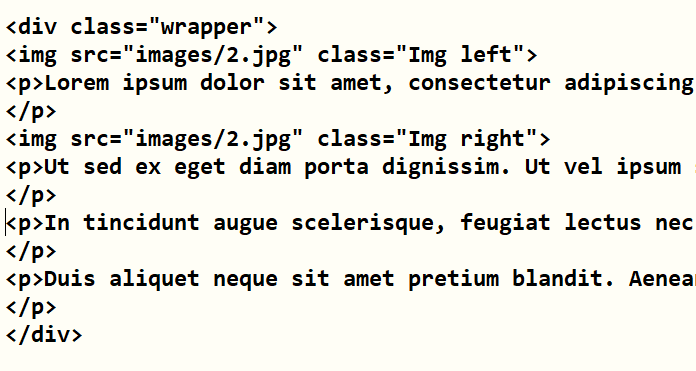 <div class="wrapper">
<img src="images/2.jpg" class="Img left">
<p>Lorem ipsum dolor sit amet, consectetur adipiscing
</p>
<img src="images/2.jpg" class="Img right">
<p>Ut sed ex eget diam porta dignissim. Ut vel ipsum
</p>
<p>In tincidunt augue scelerisque, feugiat lectus nec
</p>
<p>Duis aliquet neque sit amet pretium blandit. Aenean
</p>
</div>